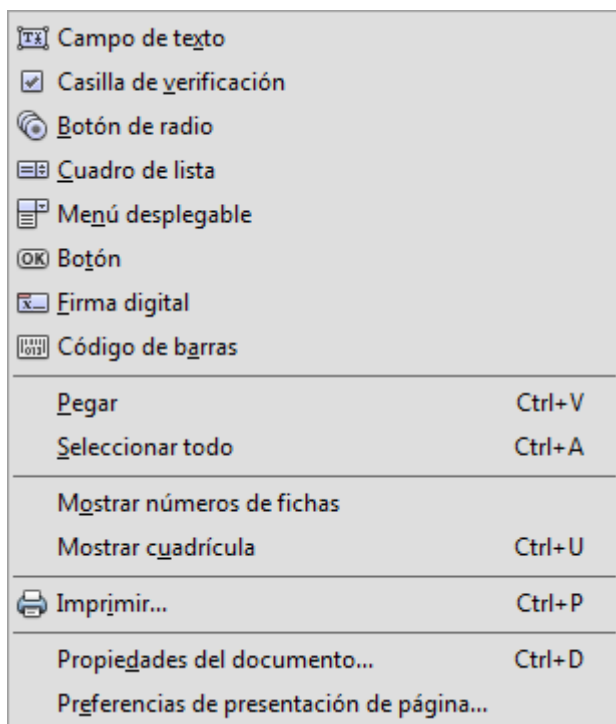 Campo de texto
Casilla de verificación
Botón de radio
Cuadro de lista
Menú desplegable
OK Botón
Firma digital
Código de barras
Pegar Ctrl+V
Seleccionar todo Ctrl+A
Mostrar números de fichas
Mostrar cuadrícula Ctrl+U
Imprimir... Ctrl+P
Propiedades del documento... Ctrl+D
Preferencias de presentación de página...